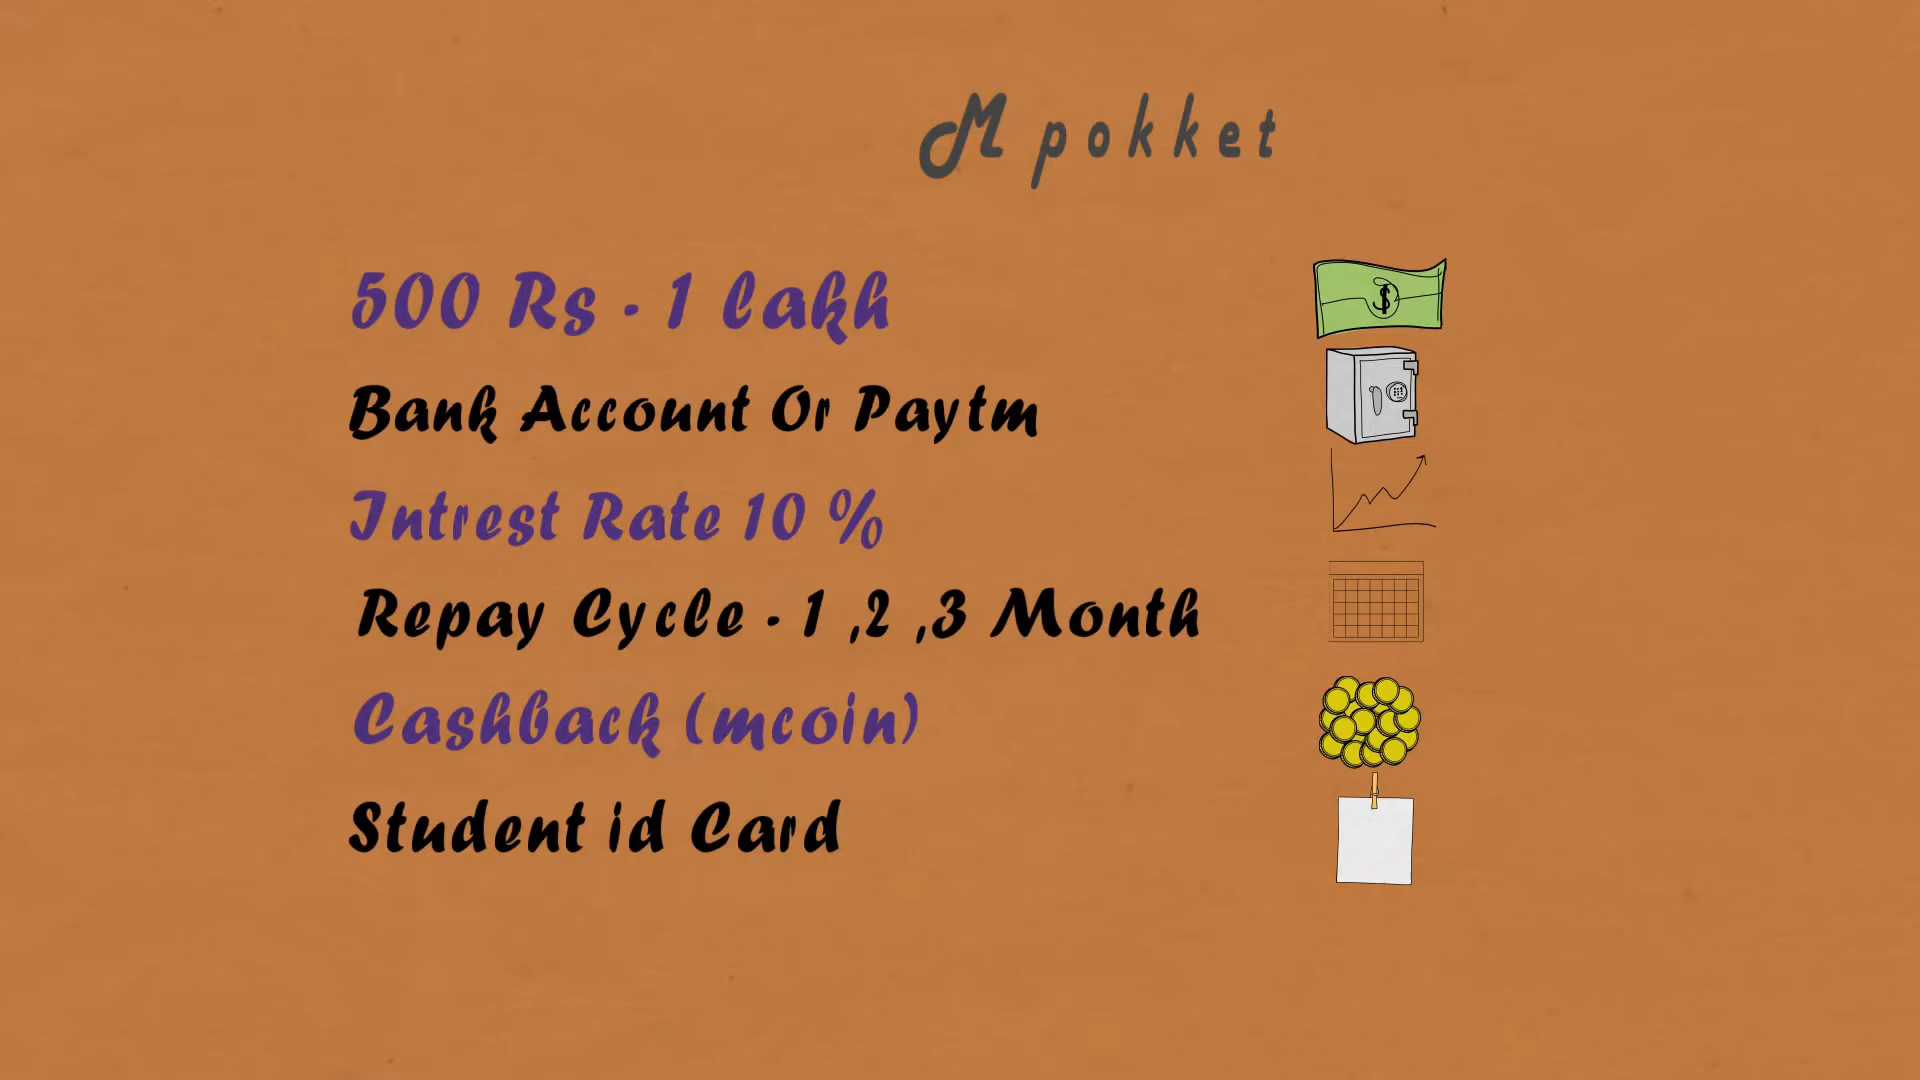 M pokket
500 Rs - 1 lakh
Bank Account Or Paytm
Intrest Rate 10 %
Repay Cycle - 1 ,2 ,3 Month
Cashback (mcoin)
Student id Card